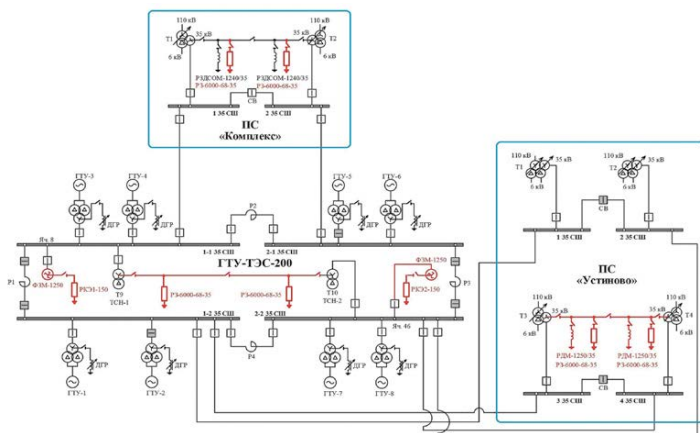 110 кВ
110 кВ
35 кВ
35 кВ
Т1
Т2
6 кВ
6 кВ
РЗДСОМ-1240/35
РЗДСОМ-1240/35
РЗ-6000-68-35
РЗ-6000-68-35
СВ
1 35 СШ
2 35 СШ
ПС
«Комплекс»
ГТУ-3
ГТУ-4
ГТУ-5
ГТУ-6
ДГР
ДГР
ДГР
ДГР
Р2
Яч. 8
1-1 35 СШ
2-1 35 СШ
ГТУ-ТЭС-200
ФЗМ-1250
ФЗМ-1250
Р1
Р3
Т9
ТСН-1
Т10
ТСН-2
РЗ-6000-68-35
РЗ-6000-68-35
1-2 35 СШ
2-2 35 СШ
Яч. 46
Р4
ДГР
ДГР
ДГР
ДГР
ГТУ-1
ГТУ-2
ГТУ-7
ГТУ-8
110 кВ
35 кВ
110 кВ
35 кВ
Т1
Т2
6 кВ
6 кВ
СВ
1 35 СШ
2 35 СШ
ПС
«Устиново»
110 кВ
110 кВ
Т3
35 кВ
35 кВ
Т4
6 кВ
6 кВ
РДМ-1250/35
РДМ-1250/35
РЗ-6000-68-35
РЗ-6000-68-35
СВ
3 35 СШ
4 35 СШ